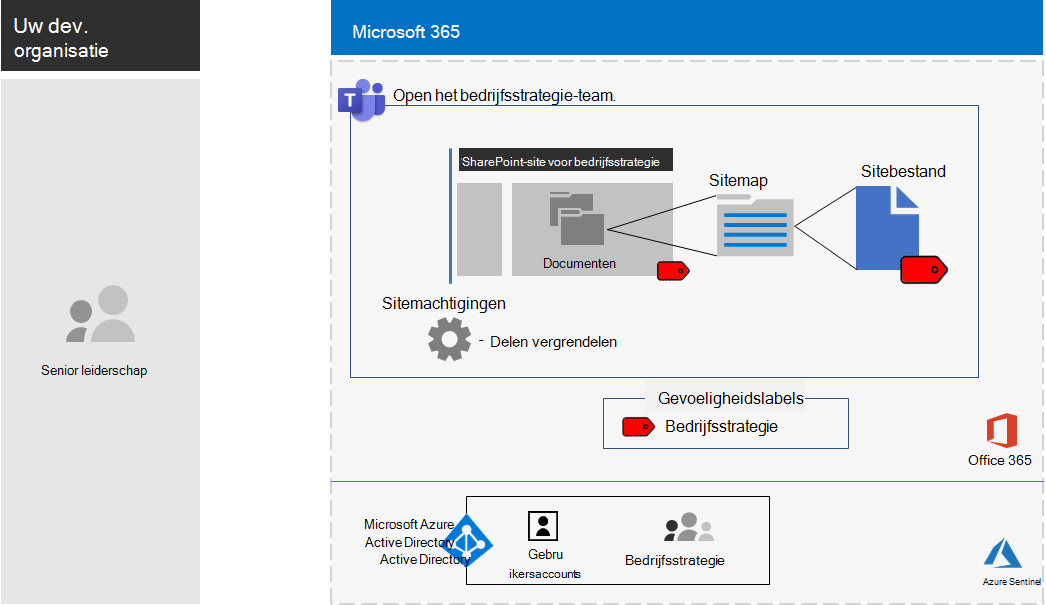 Uw dev.
organisatie
Senior leiderschap
Microsoft 365
T
Open het bedrijfsstrategie-team.
SharePoint-site voor bedrijfsstrategie
Documenten
Sitemap
Sitebestand
Sitemachtigingen
- Delen vergrendelen
Gevoeligheidslabels
Bedrijfsstrategie
Office 365
Microsoft Azure
Active Directory
Active Directory
Gebru
ikersaccounts
Bedrijfsstrategie
Azure Sentinel